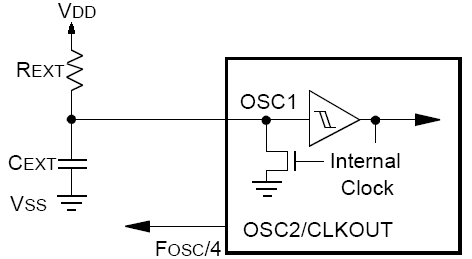 VDD
REXT
OSC1
CEXT
Internal
Clock
VSS
OSC2/CLKOUT
FOSC/4